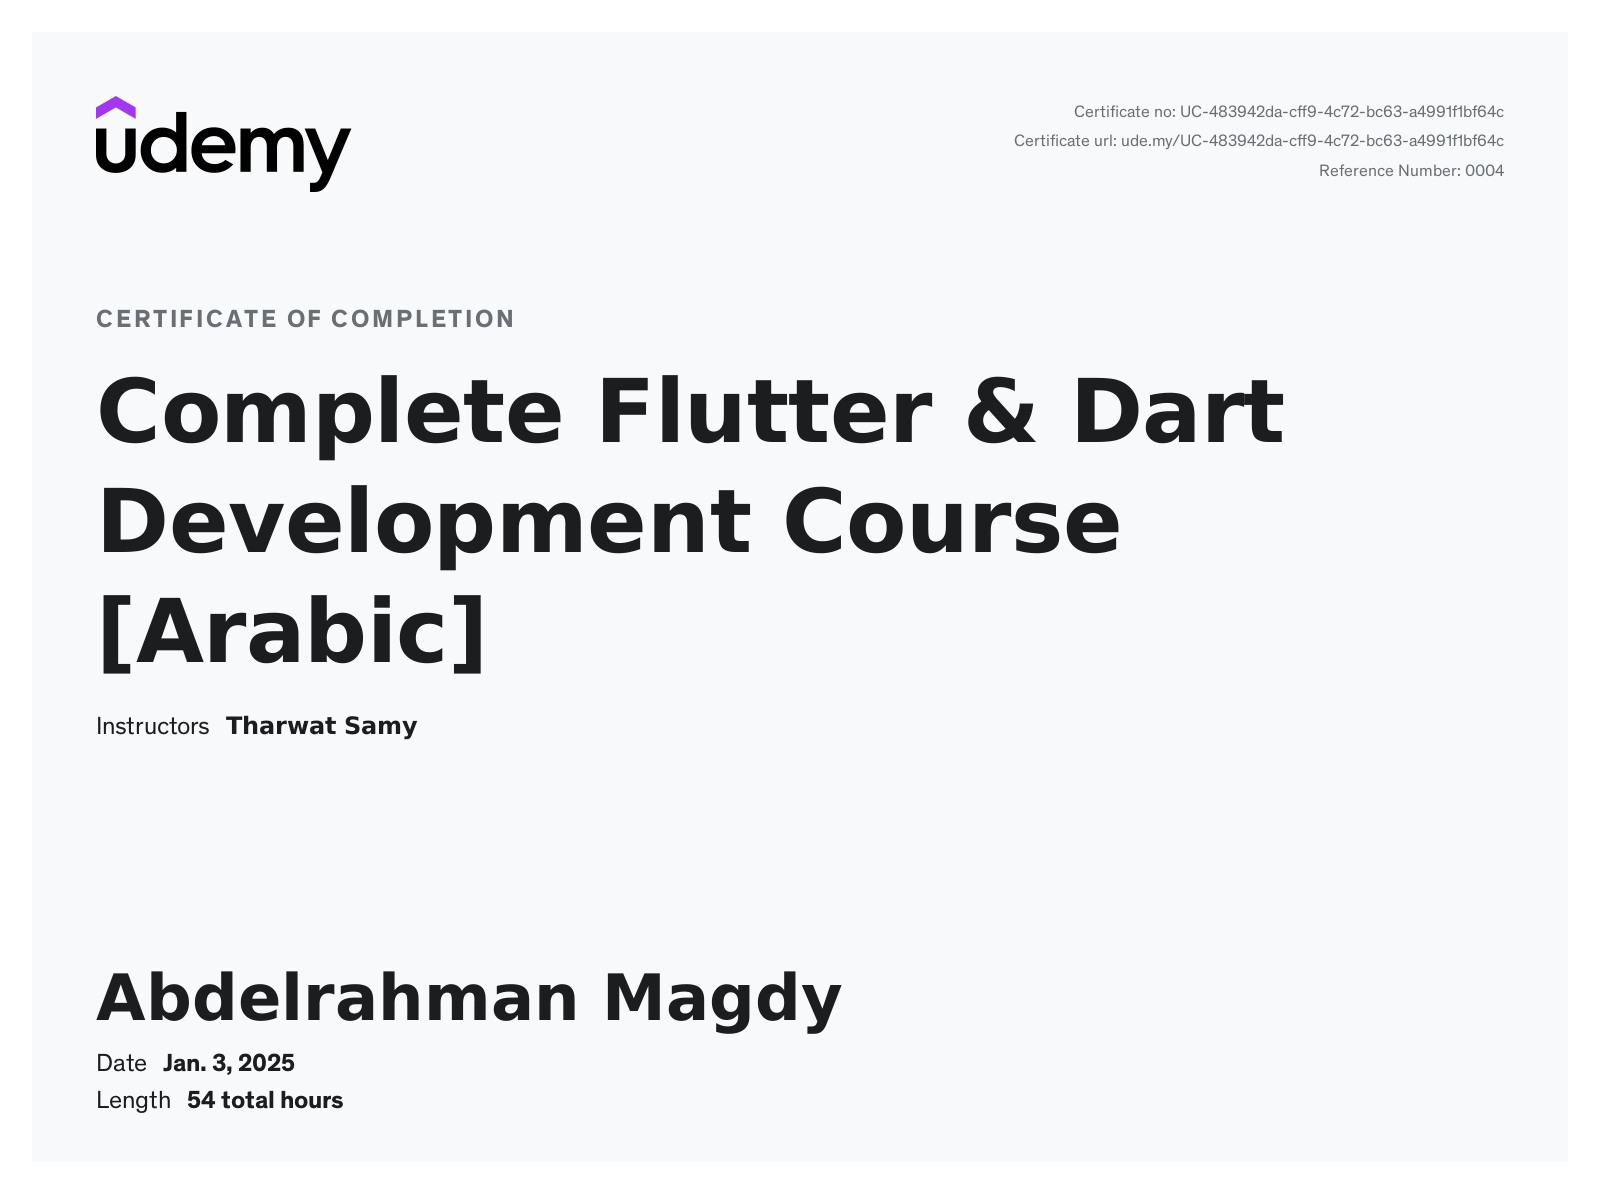 udemy
Certificate no: UC-483942da-cff9-4c72-bc63-a4991f1bf64c
Certificate url: ude.my/UC-483942da-cff9-4c72-bc63-a4991f1bf64c
Reference Number: 0004
CERTIFICATE OF COMPLETION
Complete Flutter & Dart
Development Course
[Arabic]
Instructors Tharwat Samy
Abdelrahman Magdy
Date Jan. 3, 2025
Length 54 total hours